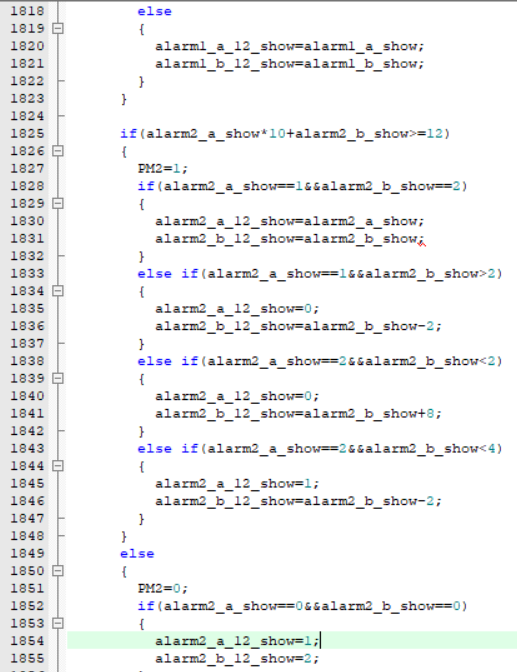 1818 else
1819 {
1820 alarm1_a_12_show=alarm1_a_show;
1821 alarm1_b_12_show=alarm1_b_show;
1822 }
1823 }
1824
1825 if(alarm2_a_show*10+alarm2_b_show>=12)
1826 {
1827 PM2=1;
1828 if(alarm2_a_show==1&&alarm2_b_show==2)
1829 {
1830 alarm2_a_12_show=alarm2_a_show;
1831 alarm2_b_12_show=alarm2_b_show;
1832 }
1833 else if(alarm2_a_show==1&&alarm2_b_show>2)
1834 {
1835 alarm2_a_12_show=0;
1836 alarm2_b_12_show=alarm2_b_show-2;
1837 }
1838 else if(alarm2_a_show==2&&alarm2_b_show<2)
1839 {
1840 alarm2_a_12_show=0;
1841 alarm2_b_12_show=alarm2_b_show+8;
1842 }
1843 else if(alarm2_a_show==2&&alarm2_b_show<4)
1844 {
1845 alarm2_a_12_show=1;
1846 alarm2_b_12_show=alarm2_b_show-2;
1847 }
1848 }
1849 else
1850 {
1851 PM2=0;
1852 if(alarm2_a_show==0&&alarm2_b_show==0)
1853 {
1854 alarm2_a_12_show=1;
1855 alarm2_b_12_show=2;